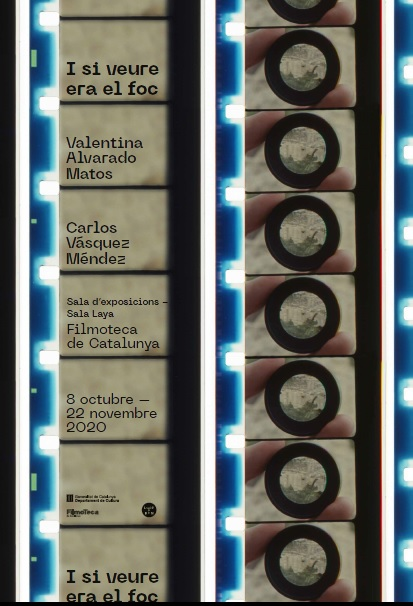 I si veure
era el foc
Valentina
Alvarado
Matos
Carlos
Vásquez
Méndez
Sala d'exposicions –
Sala Laya
Filmoteca
de Catalunya
8 octubre –
22 novembre
2020
Generalitat de Catalunya
Departament de Cultura
Filmoteca
I si veure
era el foc